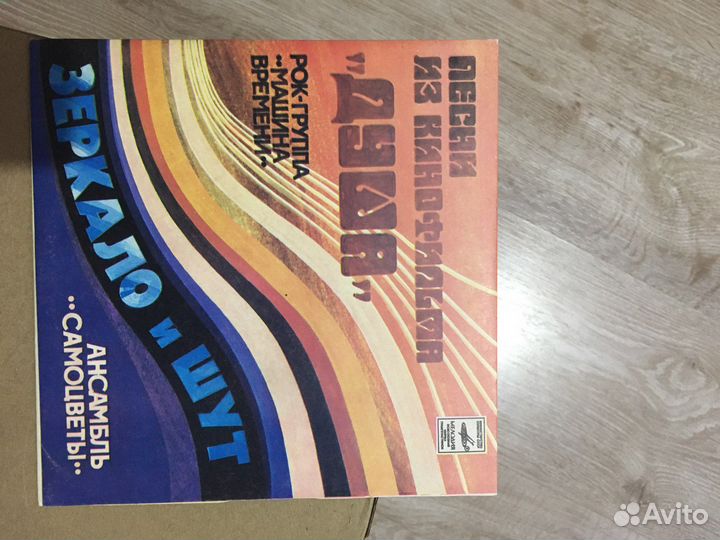 ПЕСНИ
ИЗ КИНОФИЛЬМА
"ДУША"
РОК-ГРУППА
"МАШИНА
ВРЕМЕНИ"
ЗЕРКАЛО и ШУТ
АНСАМБЛЬ
"САМОЦВЕТЫ"
МЕЛОДИЯ
Avito